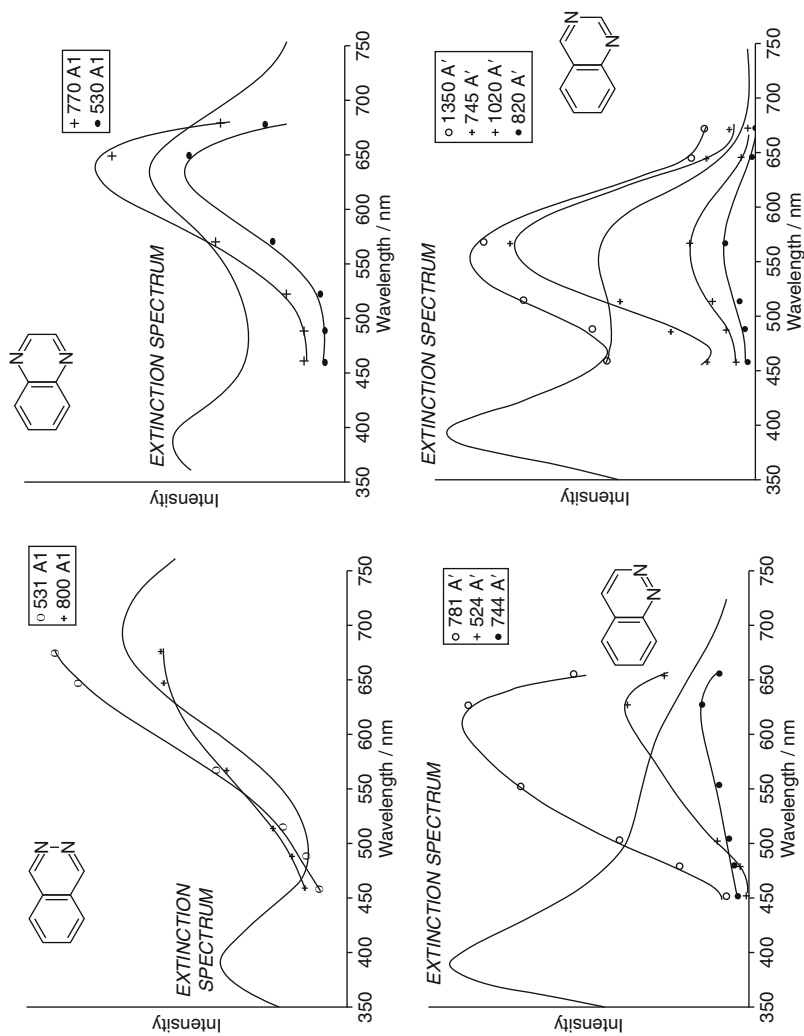 Intensity
EXTINCTION
SPECTRUM
N
N
531 A1
800 A1
350 400 450 500 550 600 650 700 750
Wavelength / nm
Intensity
EXTINCTION SPECTRUM
N
N
770 A1
530 A1
350 400 450 500 550 600 650 700 750
Wavelength / nm
Intensity
EXTINCTION SPECTRUM
781 A′
524 A′
744 A′
N
N
350 400 450 500 550 600 650 700 750
Wavelength / nm
Intensity
EXTINCTION SPECTRUM
1350 A′
745 A′
1020 A′
820 A′
N
N
350 400 450 500 550 600 650 700 750
Wavelength / nm